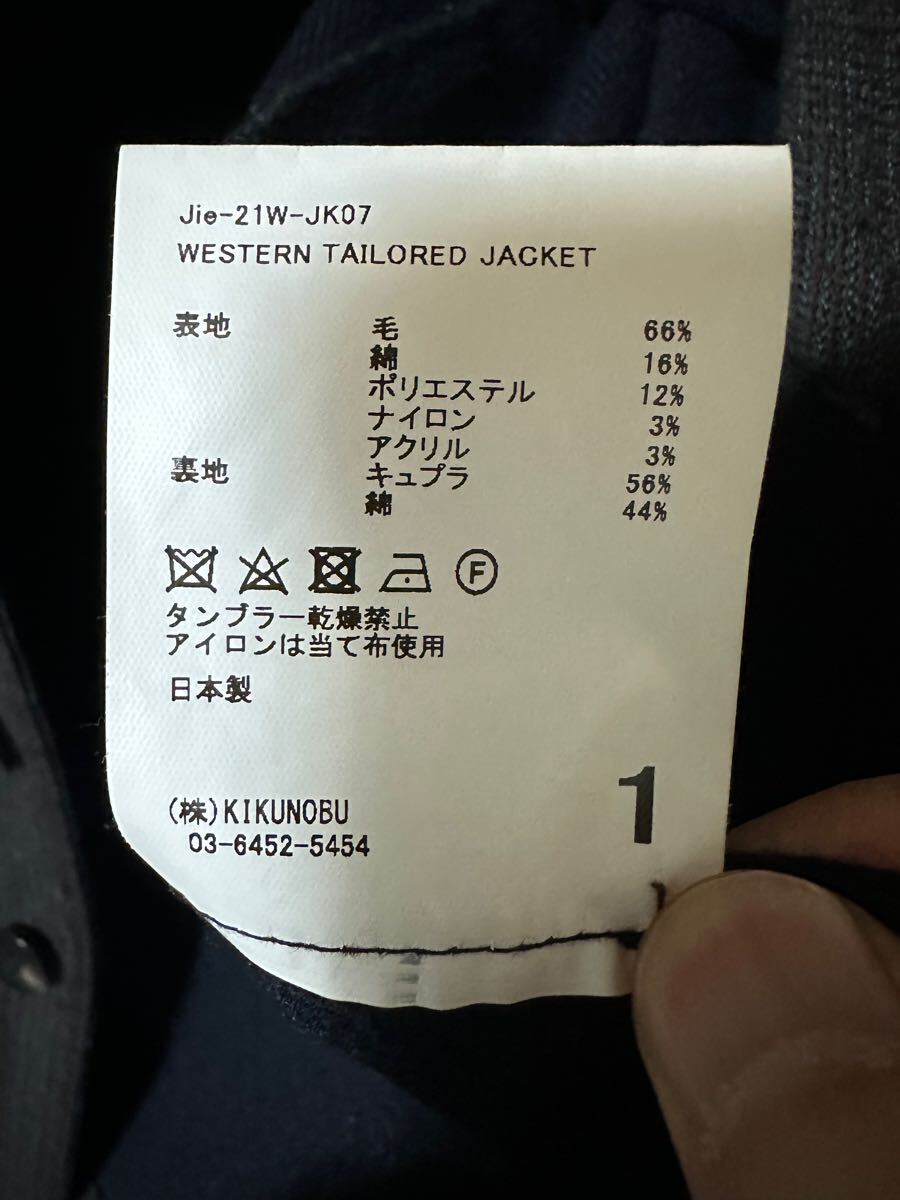 Jie-21W-JK07
WESTERN TAILORED JACKET
表地 毛 66%
綿 16%
ポリエステル 12%
ナイロン 3%
アクリル 3%
裏地 キュプラ 56%
綿 44%
F
タンブラー乾燥禁止
アイロンは当て布使用
日本製
1
(株)KIKUNOBU
03-6452-5454